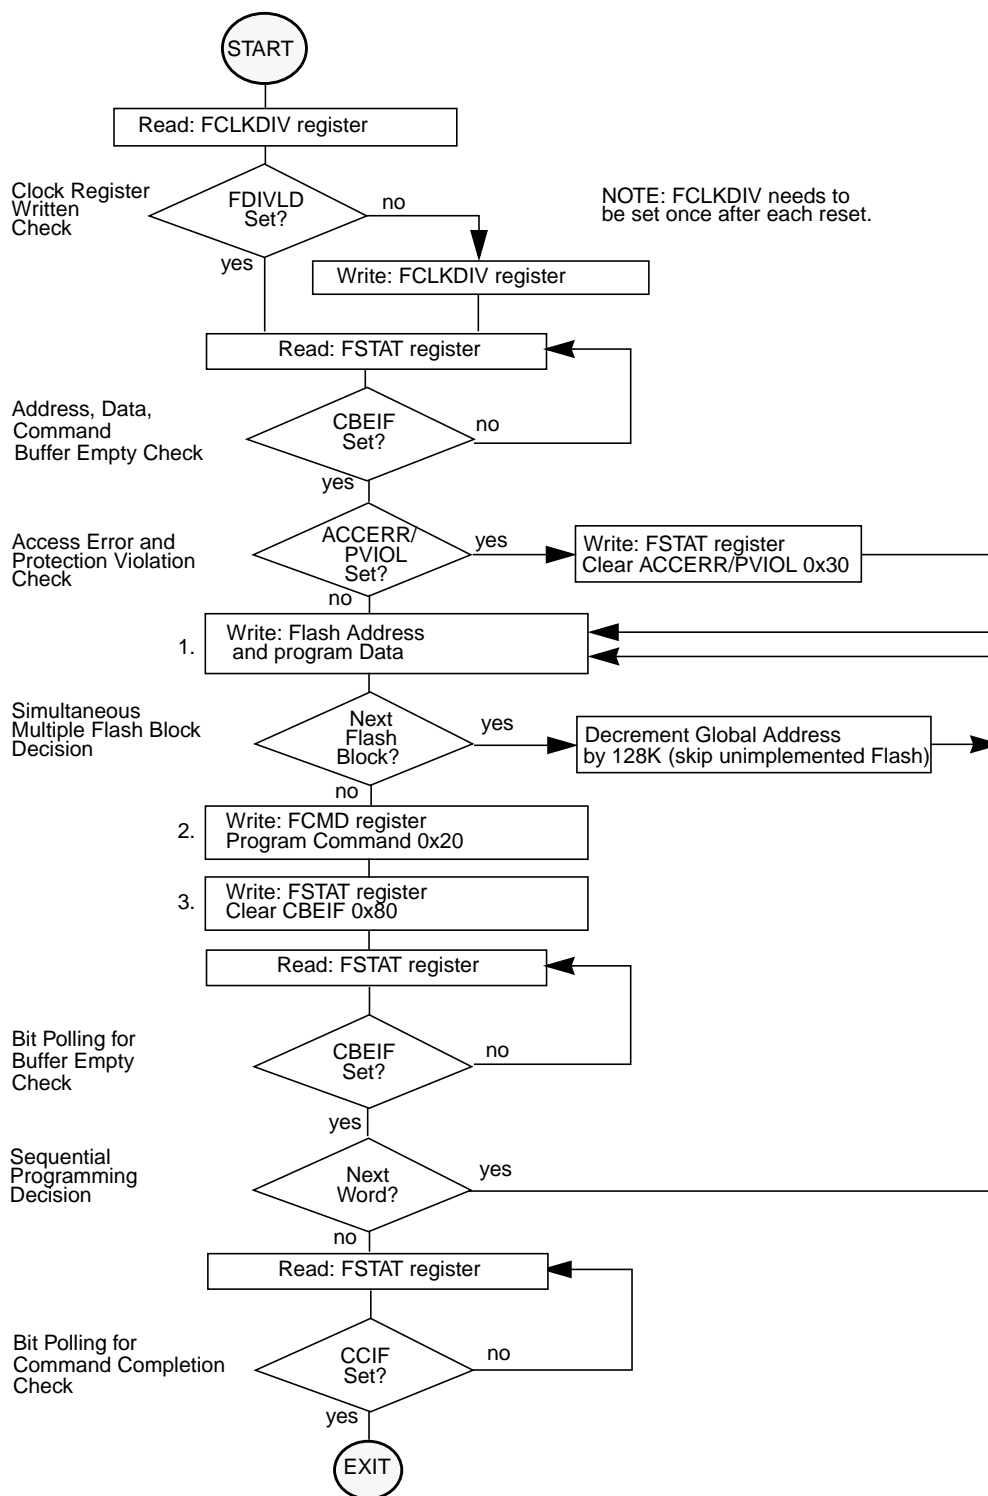 START
Read: FCLKDIV register
Clock Register
Written
Check
FDIVLD
Set?
no
yes
NOTE: FCLKDIV needs to
be set once after each reset.
Write: FCLKDIV register
Read: FSTAT register
Address, Data,
Command
Buffer Empty Check
CBEIF
Set?
no
yes
Access Error and
Protection Violation
Check
ACCERR/
PVIOL
Set?
yes
no
Write: FSTAT register
Clear ACCERR/PVIOL 0x30
1.
Write: Flash Address
and program Data
Simultaneous
Multiple Flash Block
Decision
Next
Flash
Block?
yes
no
Decrement Global Address
by 128K (skip unimplemented Flash)
2.
Write: FCMD register
Program Command 0x20
3.
Write: FSTAT register
Clear CBEIF 0x80
Read: FSTAT register
Bit Polling for
Buffer Empty
Check
CBEIF
Set?
no
yes
Sequential
Programming
Decision
Next
Word?
yes
no
Read: FSTAT register
Bit Polling for
Command Completion
Check
CCIF
Set?
no
yes
EXIT